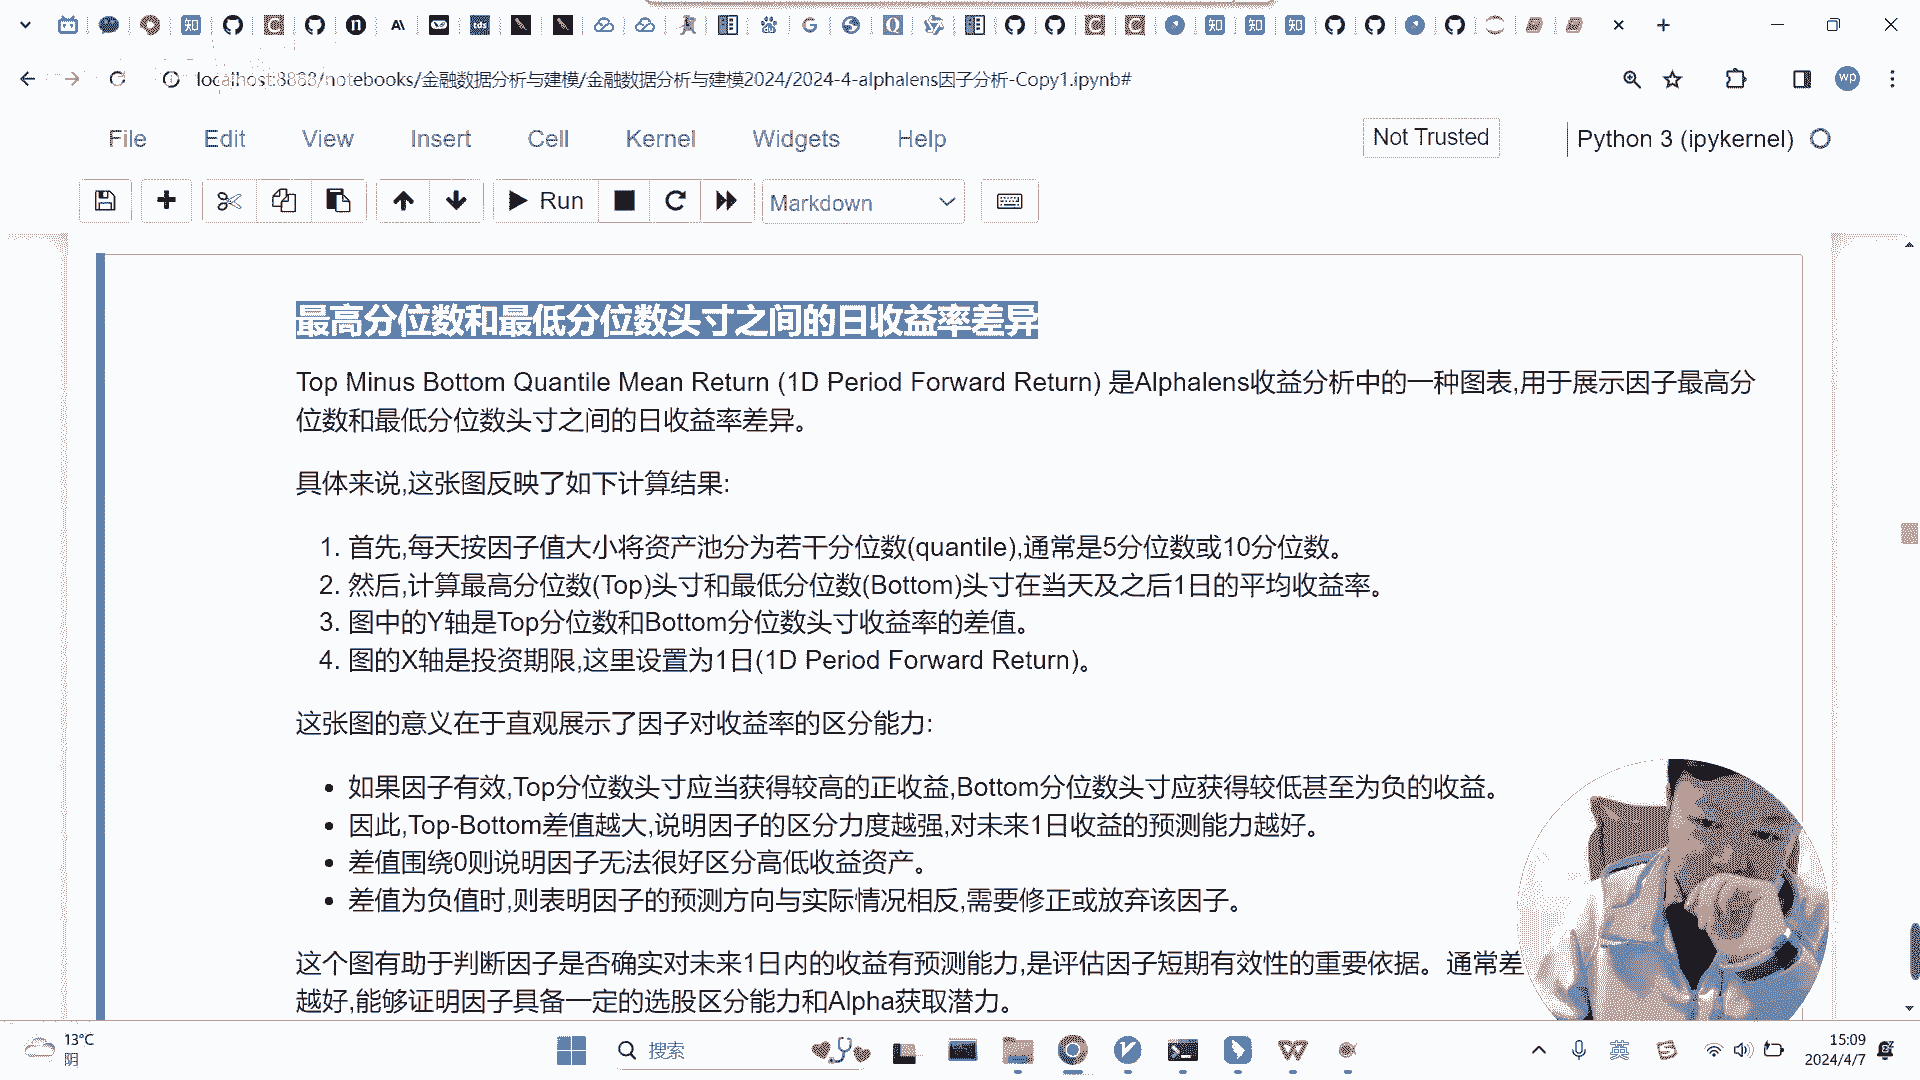 localhost:8888/notebooks/金融数据分析与建模/金融数据分析与建模2024/2024-4-alphalens因子分析-Copy1.ipynb#
wp
File Edit View Insert Cell Kernel Widgets Help
Not Trusted
Python 3 (ipykernel)
Run
Markdown
最高分位数和最低分位数头寸之间的日收益率差异
Top Minus Bottom Quantile Mean Return (1D Period Forward Return) 是Alphalens收益分析中的一种图表,用于展示因子最高分
位数和最低分位数头寸之间的日收益率差异。
具体来说,这张图反映了如下计算结果:
1. 首先,每天按因子值大小将资产池分为若干分位数(quantile),通常是5分位数或10分位数。
2. 然后,计算最高分位数(Top)头寸和最低分位数(Bottom)头寸在当天及之后1日的平均收益率。
3. 图中的Y轴是Top分位数和Bottom分位数头寸收益率的差值。
4. 图的X轴是投资期限,这里设置为1日(1D Period Forward Return)。
这张图的意义在于直观展示了因子对收益率的区分能力:
• 如果因子有效,Top分位数头寸应当获得较高的正收益,Bottom分位数头寸应获得较低甚至为负的收益。
• 因此,Top-Bottom差值越大,说明因子的区分力度越强,对未来1日收益的预测能力越好。
• 差值围绕0则说明因子无法很好区分高低收益资产。
• 差值为负值时,则表明因子的预测方向与实际情况相反,需要修正或放弃该因子。
这个图有助于判断因子是否确实对未来1日内的收益有预测能力,是评估因子短期有效性的重要依据。通常差
越好,能够证明因子具备一定的选股区分能力和Alpha获取潜力。
13°C
阴
搜索
英
15:09
2024/4/7